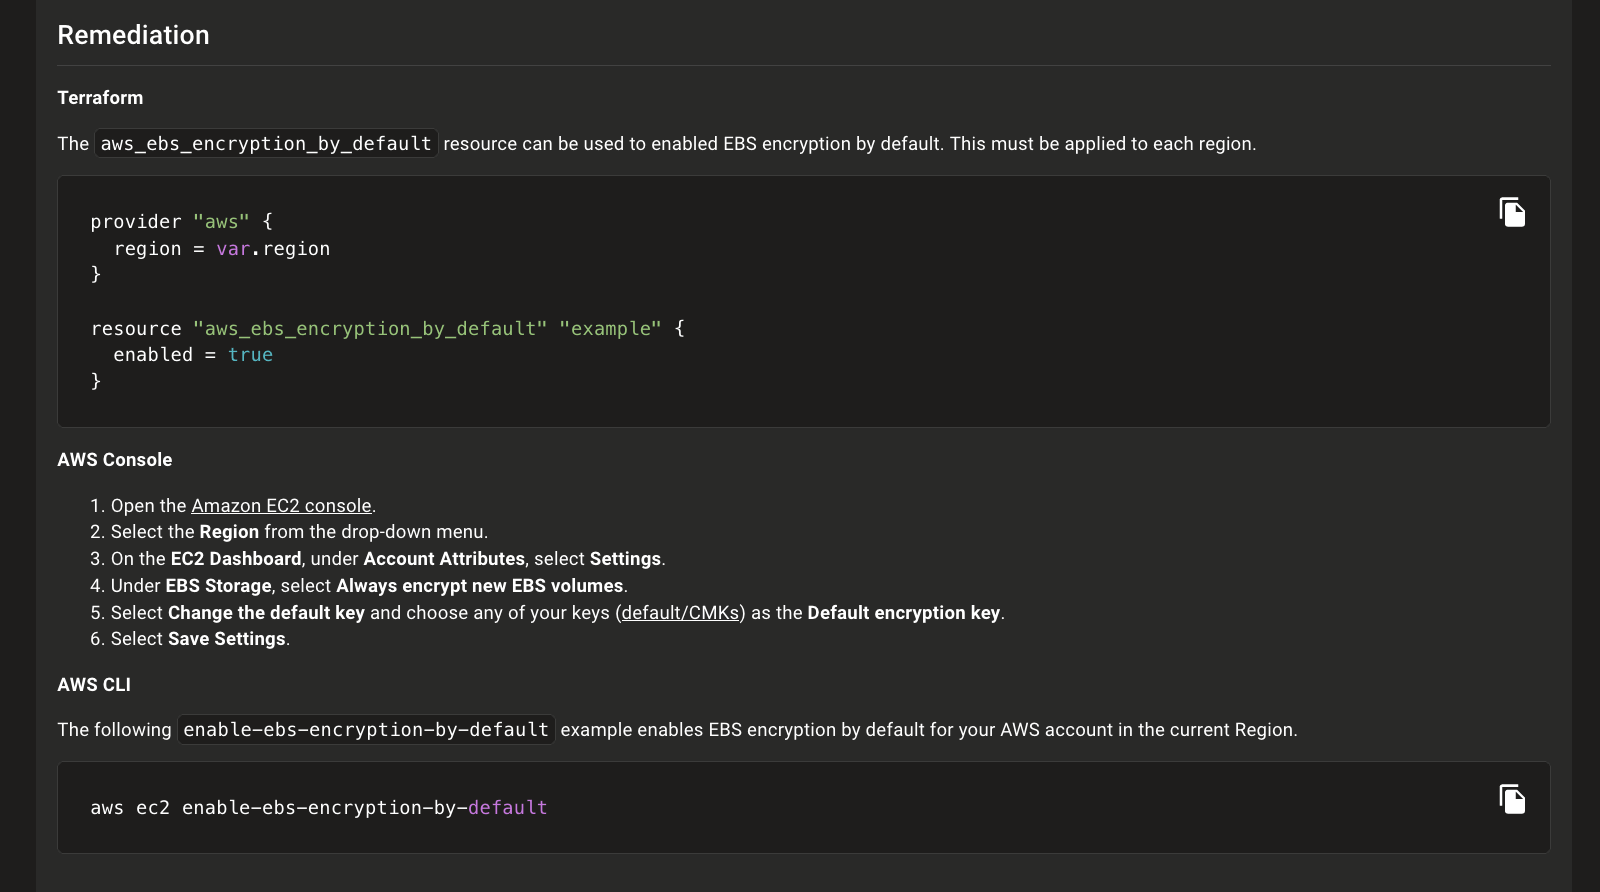 Remediation
Terraform
The aws_ebs_encryption_by_default resource can be used to enabled EBS encryption by default. This must be applied to each region.
provider "aws" {
  region = var.region
}
resource "aws_ebs_encryption_by_default" "example" {
  enabled = true
}
AWS Console
1. Open the Amazon EC2 console.
2. Select the Region from the drop-down menu.
3. On the EC2 Dashboard, under Account Attributes, select Settings.
4. Under EBS Storage, select Always encrypt new EBS volumes.
5. Select Change the default key and choose any of your keys (default/CMKs) as the Default encryption key.
6. Select Save Settings.
AWS CLI
The following enable-ebs-encryption-by-default example enables EBS encryption by default for your AWS account in the current Region.
aws ec2 enable-ebs-encryption-by-default